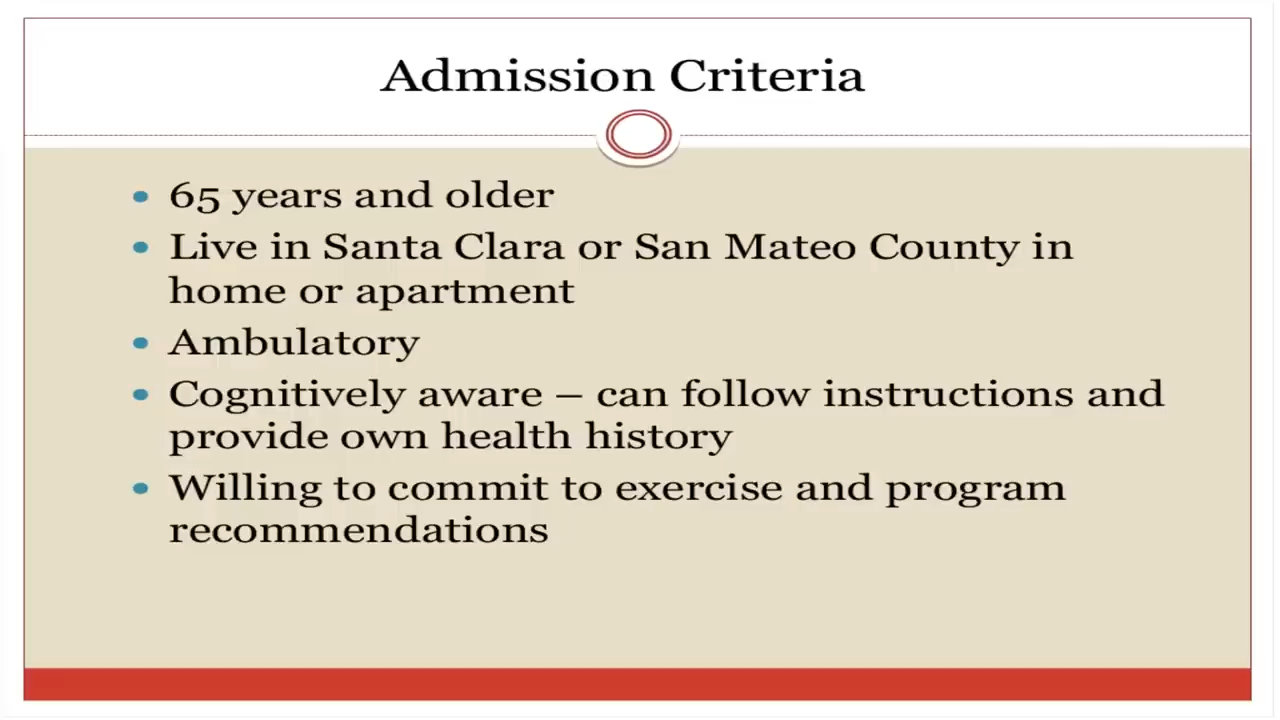 Admission Criteria
• 65 years and older
• Live in Santa Clara or San Mateo County in
home or apartment
• Ambulatory
• Cognitively aware – can follow instructions and
provide own health history
• Willing to commit to exercise and program
recommendations